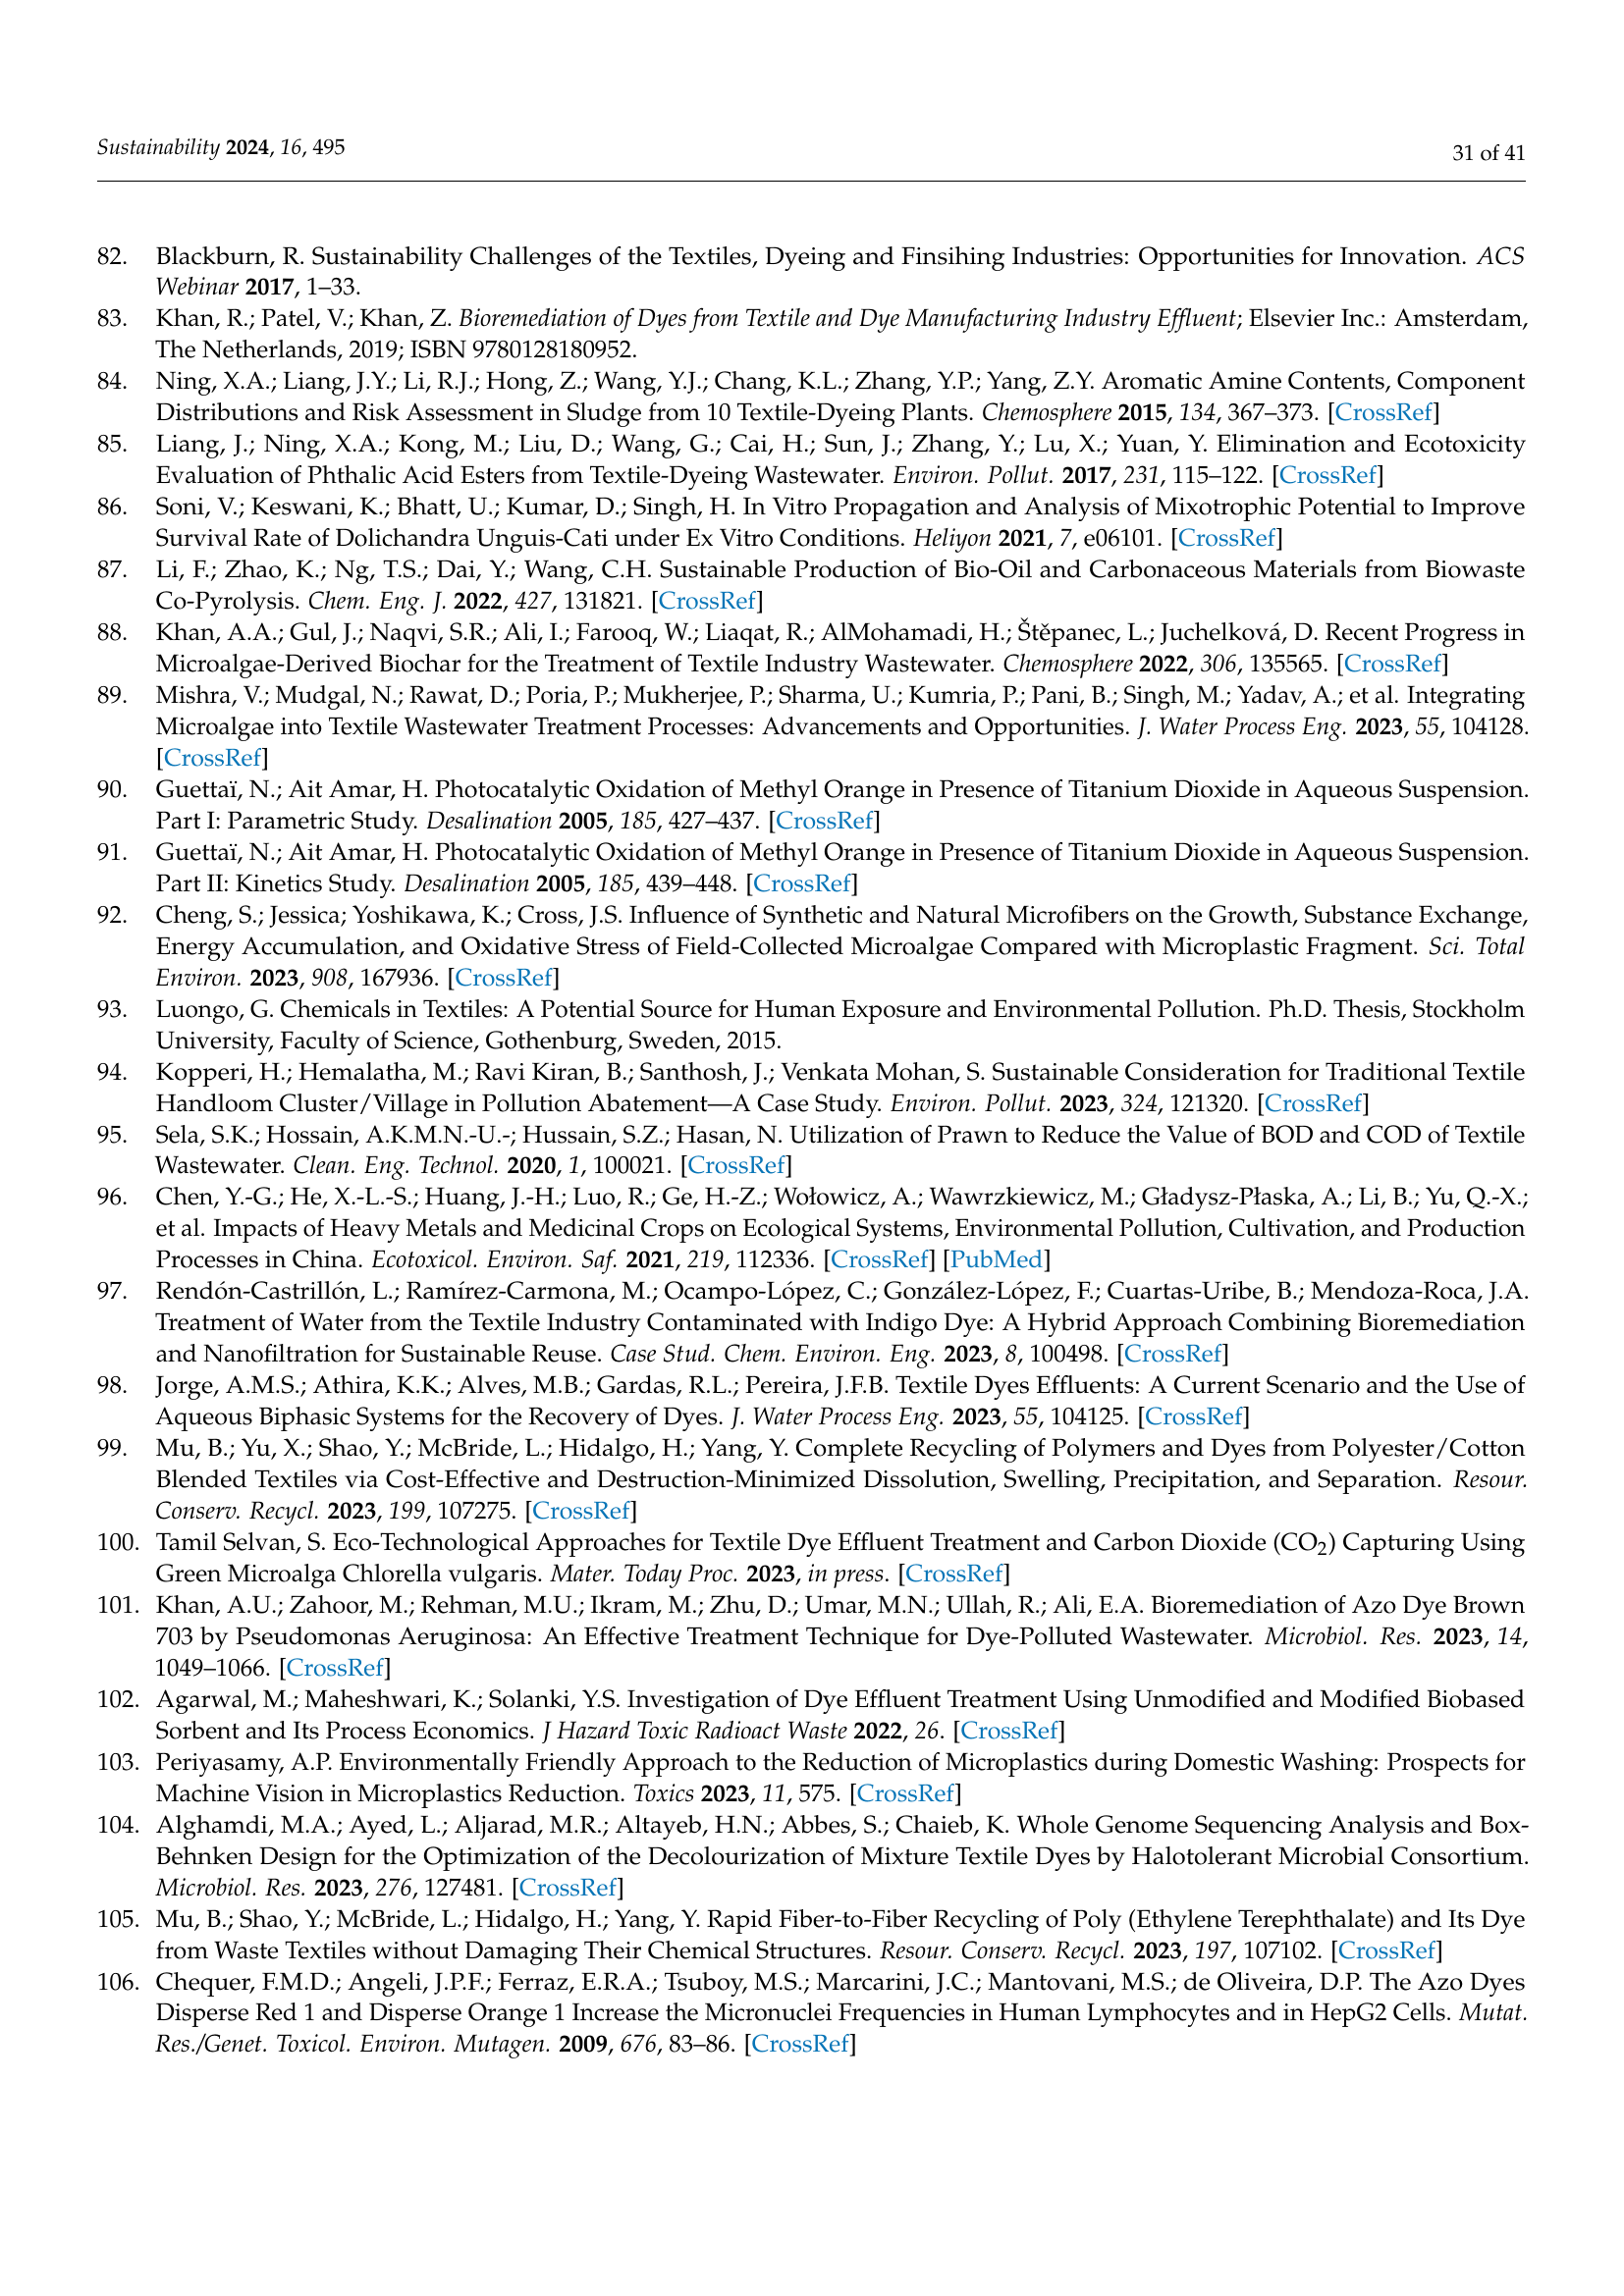 Sustainability 2024, 16, 495
31 of 41
82. Blackburn, R. Sustainability Challenges of the Textiles, Dyeing and Finsihing Industries: Opportunities for Innovation. ACS
Webinar 2017, 1–33.
83. Khan, R.; Patel, V.; Khan, Z. Bioremediation of Dyes from Textile and Dye Manufacturing Industry Effluent; Elsevier Inc.: Amsterdam,
The Netherlands, 2019; ISBN 9780128180952.
84. Ning, X.A.; Liang, J.Y.; Li, R.J.; Hong, Z.; Wang, Y.J.; Chang, K.L.; Zhang, Y.P.; Yang, Z.Y. Aromatic Amine Contents, Component
Distributions and Risk Assessment in Sludge from 10 Textile-Dyeing Plants. Chemosphere 2015, 134, 367–373. [CrossRef]
85. Liang, J.; Ning, X.A.; Kong, M.; Liu, D.; Wang, G.; Cai, H.; Sun, J.; Zhang, Y.; Lu, X.; Yuan, Y. Elimination and Ecotoxicity
Evaluation of Phthalic Acid Esters from Textile-Dyeing Wastewater. Environ. Pollut. 2017, 231, 115–122. [CrossRef]
86. Soni, V.; Keswani, K.; Bhatt, U.; Kumar, D.; Singh, H. In Vitro Propagation and Analysis of Mixotrophic Potential to Improve
Survival Rate of Dolichandra Unguis-Cati under Ex Vitro Conditions. Heliyon 2021, 7, e06101. [CrossRef]
87. Li, F.; Zhao, K.; Ng, T.S.; Dai, Y.; Wang, C.H. Sustainable Production of Bio-Oil and Carbonaceous Materials from Biowaste
Co-Pyrolysis. Chem. Eng. J. 2022, 427, 131821. [CrossRef]
88. Khan, A.A.; Gul, J.; Naqvi, S.R.; Ali, I.; Farooq, W.; Liaqat, R.; AlMohamadi, H.; Štěpanec, L.; Juchelková, D. Recent Progress in
Microalgae-Derived Biochar for the Treatment of Textile Industry Wastewater. Chemosphere 2022, 306, 135565. [CrossRef]
89. Mishra, V.; Mudgal, N.; Rawat, D.; Poria, P.; Mukherjee, P.; Sharma, U.; Kumria, P.; Pani, B.; Singh, M.; Yadav, A.; et al. Integrating
Microalgae into Textile Wastewater Treatment Processes: Advancements and Opportunities. J. Water Process Eng. 2023, 55, 104128.
[CrossRef]
90. Guettaï, N.; Ait Amar, H. Photocatalytic Oxidation of Methyl Orange in Presence of Titanium Dioxide in Aqueous Suspension.
Part I: Parametric Study. Desalination 2005, 185, 427–437. [CrossRef]
91. Guettaï, N.; Ait Amar, H. Photocatalytic Oxidation of Methyl Orange in Presence of Titanium Dioxide in Aqueous Suspension.
Part II: Kinetics Study. Desalination 2005, 185, 439–448. [CrossRef]
92. Cheng, S.; Jessica; Yoshikawa, K.; Cross, J.S. Influence of Synthetic and Natural Microfibers on the Growth, Substance Exchange,
Energy Accumulation, and Oxidative Stress of Field-Collected Microalgae Compared with Microplastic Fragment. Sci. Total
Environ. 2023, 908, 167936. [CrossRef]
93. Luongo, G. Chemicals in Textiles: A Potential Source for Human Exposure and Environmental Pollution. Ph.D. Thesis, Stockholm
University, Faculty of Science, Gothenburg, Sweden, 2015.
94. Kopperi, H.; Hemalatha, M.; Ravi Kiran, B.; Santhosh, J.; Venkata Mohan, S. Sustainable Consideration for Traditional Textile
Handloom Cluster/Village in Pollution Abatement—A Case Study. Environ. Pollut. 2023, 324, 121320. [CrossRef]
95. Sela, S.K.; Hossain, A.K.M.N.-U.-; Hussain, S.Z.; Hasan, N. Utilization of Prawn to Reduce the Value of BOD and COD of Textile
Wastewater. Clean. Eng. Technol. 2020, 1, 100021. [CrossRef]
96. Chen, Y.-G.; He, X.-L.-S.; Huang, J.-H.; Luo, R.; Ge, H.-Z.; Wołowicz, A.; Wawrzkiewicz, M.; Gładysz-Płaska, A.; Li, B.; Yu, Q.-X.;
et al. Impacts of Heavy Metals and Medicinal Crops on Ecological Systems, Environmental Pollution, Cultivation, and Production
Processes in China. Ecotoxicol. Environ. Saf. 2021, 219, 112336. [CrossRef] [PubMed]
97. Rendón-Castrillón, L.; Ramírez-Carmona, M.; Ocampo-López, C.; González-López, F.; Cuartas-Uribe, B.; Mendoza-Roca, J.A.
Treatment of Water from the Textile Industry Contaminated with Indigo Dye: A Hybrid Approach Combining Bioremediation
and Nanofiltration for Sustainable Reuse. Case Stud. Chem. Environ. Eng. 2023, 8, 100498. [CrossRef]
98. Jorge, A.M.S.; Athira, K.K.; Alves, M.B.; Gardas, R.L.; Pereira, J.F.B. Textile Dyes Effluents: A Current Scenario and the Use of
Aqueous Biphasic Systems for the Recovery of Dyes. J. Water Process Eng. 2023, 55, 104125. [CrossRef]
99. Mu, B.; Yu, X.; Shao, Y.; McBride, L.; Hidalgo, H.; Yang, Y. Complete Recycling of Polymers and Dyes from Polyester/Cotton
Blended Textiles via Cost-Effective and Destruction-Minimized Dissolution, Swelling, Precipitation, and Separation. Resour.
Conserv. Recycl. 2023, 199, 107275. [CrossRef]
100. Tamil Selvan, S. Eco-Technological Approaches for Textile Dye Effluent Treatment and Carbon Dioxide (CO₂) Capturing Using
Green Microalga Chlorella vulgaris. Mater. Today Proc. 2023, in press. [CrossRef]
101. Khan, A.U.; Zahoor, M.; Rehman, M.U.; Ikram, M.; Zhu, D.; Umar, M.N.; Ullah, R.; Ali, E.A. Bioremediation of Azo Dye Brown
703 by Pseudomonas Aeruginosa: An Effective Treatment Technique for Dye-Polluted Wastewater. Microbiol. Res. 2023, 14,
1049–1066. [CrossRef]
102. Agarwal, M.; Maheshwari, K.; Solanki, Y.S. Investigation of Dye Effluent Treatment Using Unmodified and Modified Biobased
Sorbent and Its Process Economics. J Hazard Toxic Radioact Waste 2022, 26. [CrossRef]
103. Periyasamy, A.P. Environmentally Friendly Approach to the Reduction of Microplastics during Domestic Washing: Prospects for
Machine Vision in Microplastics Reduction. Toxics 2023, 11, 575. [CrossRef]
104. Alghamdi, M.A.; Ayed, L.; Aljarad, M.R.; Altayeb, H.N.; Abbes, S.; Chaieb, K. Whole Genome Sequencing Analysis and Box-
Behnken Design for the Optimization of the Decolourization of Mixture Textile Dyes by Halotolerant Microbial Consortium.
Microbiol. Res. 2023, 276, 127481. [CrossRef]
105. Mu, B.; Shao, Y.; McBride, L.; Hidalgo, H.; Yang, Y. Rapid Fiber-to-Fiber Recycling of Poly (Ethylene Terephthalate) and Its Dye
from Waste Textiles without Damaging Their Chemical Structures. Resour. Conserv. Recycl. 2023, 197, 107102. [CrossRef]
106. Chequer, F.M.D.; Angeli, J.P.F.; Ferraz, E.R.A.; Tsuboy, M.S.; Marcarini, J.C.; Mantovani, M.S.; de Oliveira, D.P. The Azo Dyes
Disperse Red 1 and Disperse Orange 1 Increase the Micronuclei Frequencies in Human Lymphocytes and in HepG2 Cells. Mutat.
Res./Genet. Toxicol. Environ. Mutagen. 2009, 676, 83–86. [CrossRef]